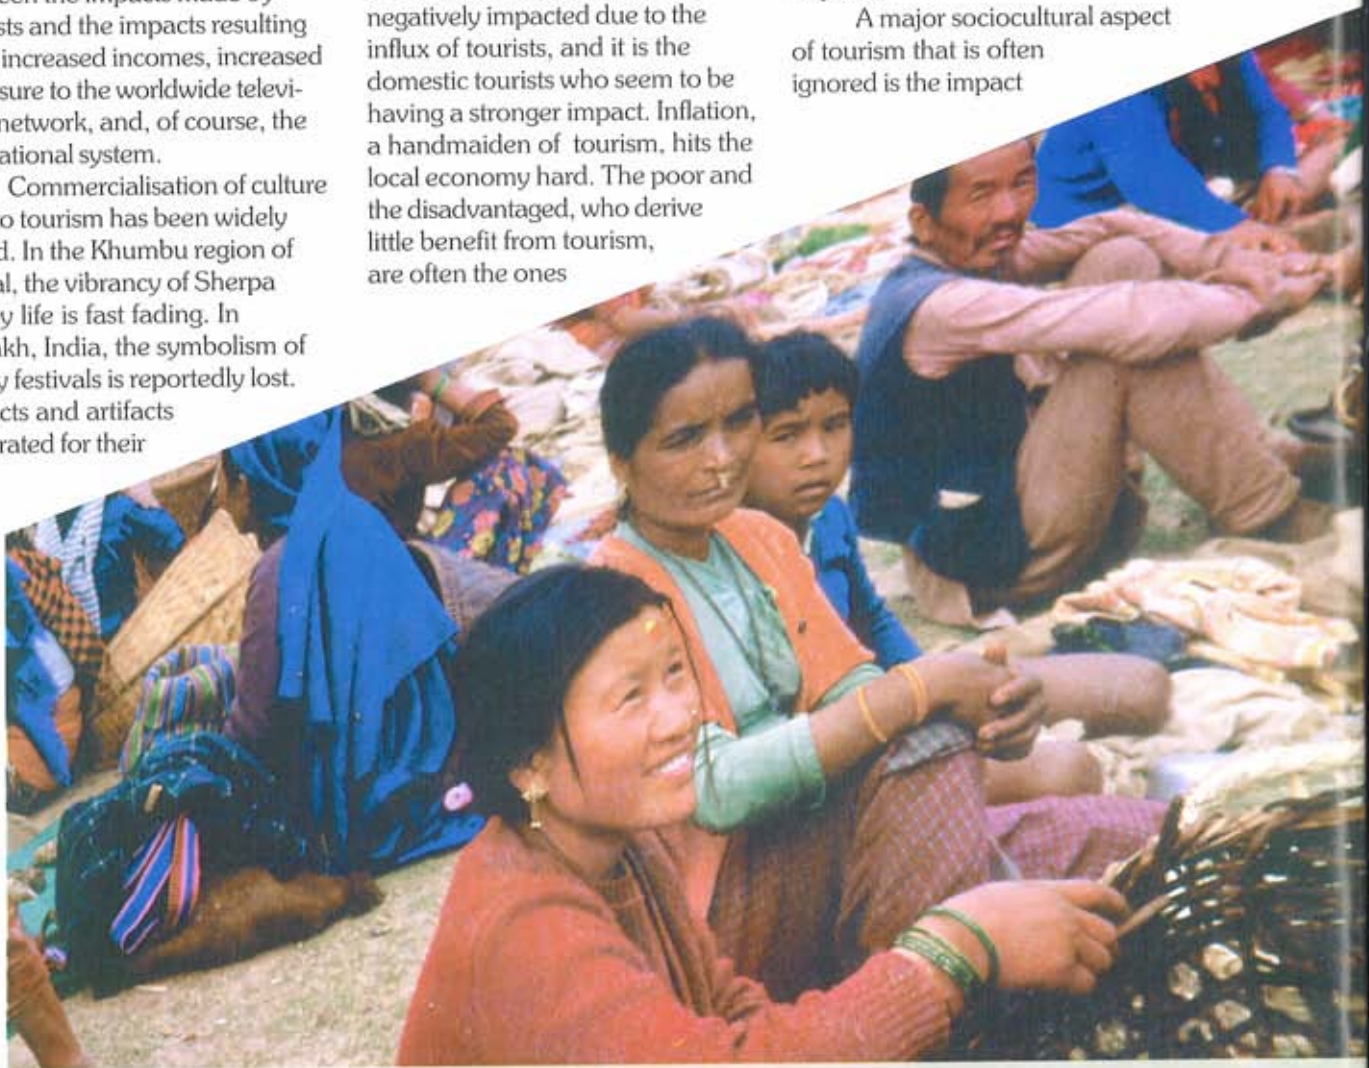 sts and the impacts resulting
increased incomes, increased
sure to the worldwide televi-
network, and, of course, the
ational system.
Commercialisation of culture
o tourism has been widely
d. In the Khumbu region of
al, the vibrancy of Sherpa
y life is fast fading. In
akh, India, the symbolism of
y festivals is reportedly lost.
cts and artifacts
rated for their
negatively impacted due to the
influx of tourists, and it is the
domestic tourists who seem to be
having a stronger impact. Inflation,
a handmaiden of tourism, hits the
local economy hard. The poor and
the disadvantaged, who derive
little benefit from tourism,
are often the ones
A major sociocultural aspect
of tourism that is often
ignored is the impact